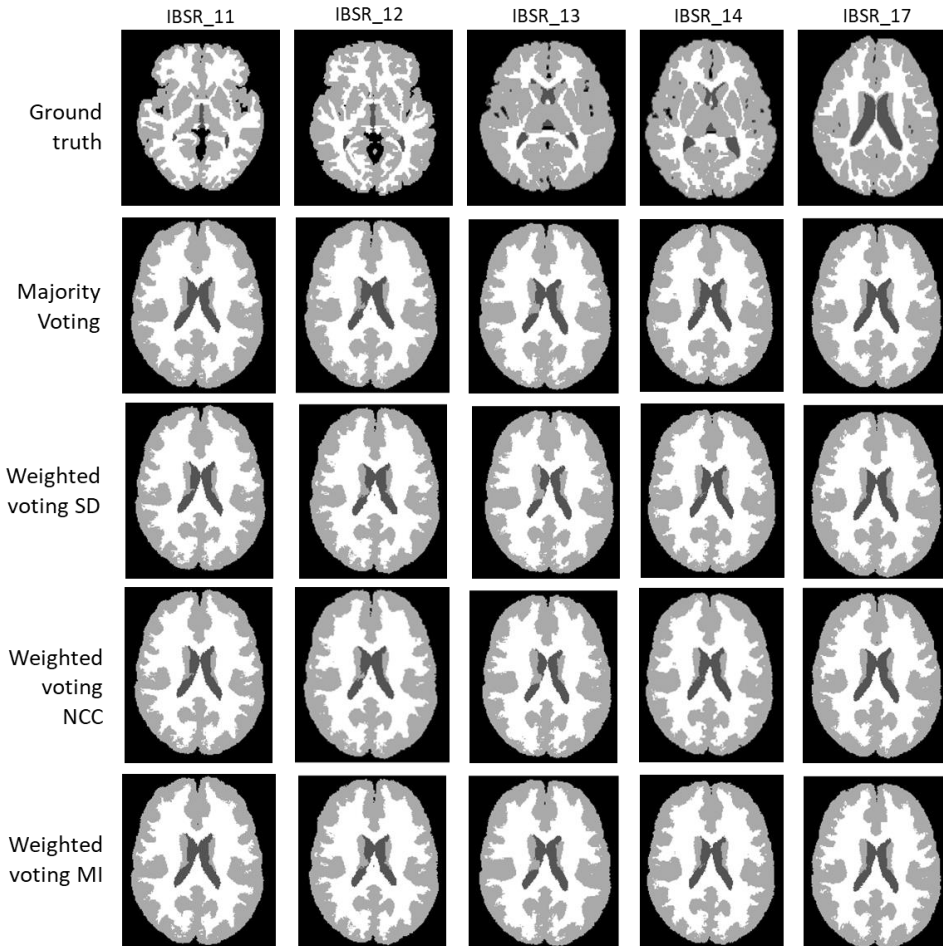 IBSR_11 IBSR_12 IBSR_13 IBSR_14 IBSR_17
Ground
truth
Majority
Voting
Weighted
voting SD
Weighted
voting
NCC
Weighted
voting MI